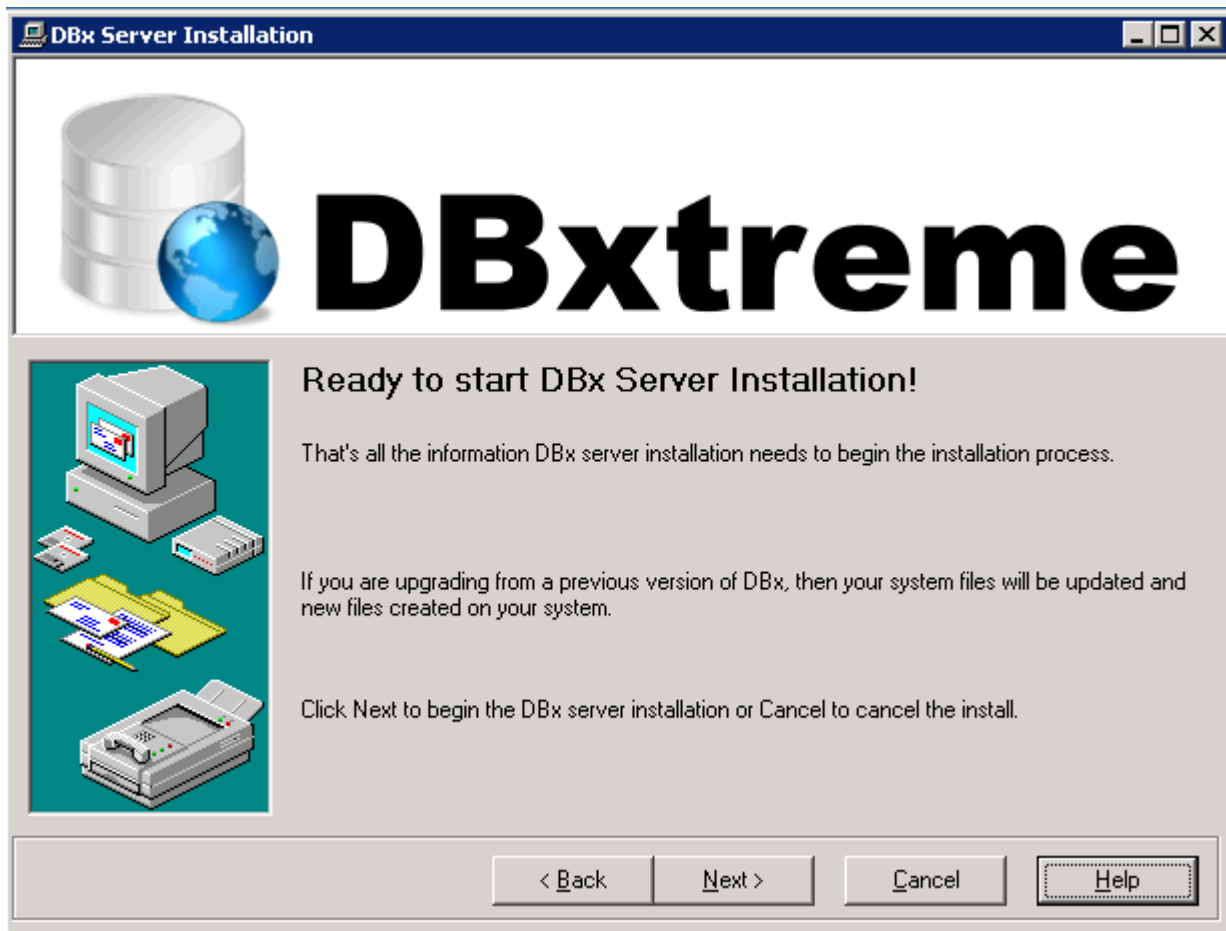 DBx Server Installation
DBxtreme
Ready to start DBx Server Installation!
That's all the information DBx server installation needs to begin the installation process.
If you are upgrading from a previous version of DBx, then your system files will be updated and
new files created on your system.
Click Next to begin the DBx server installation or Cancel to cancel the install.
< Back
Next >
Cancel
Help